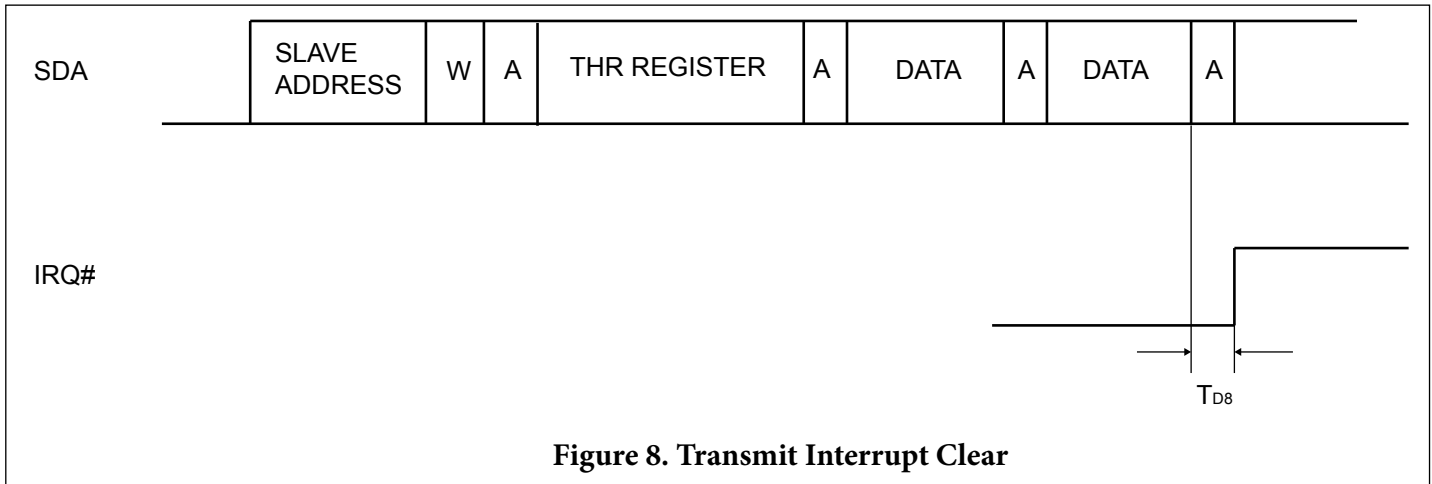 SDA
SLAVE
ADDRESS
W
A
THR REGISTER
A
DATA
A
DATA
A
IRQ#
TD8
Figure 8. Transmit Interrupt Clear